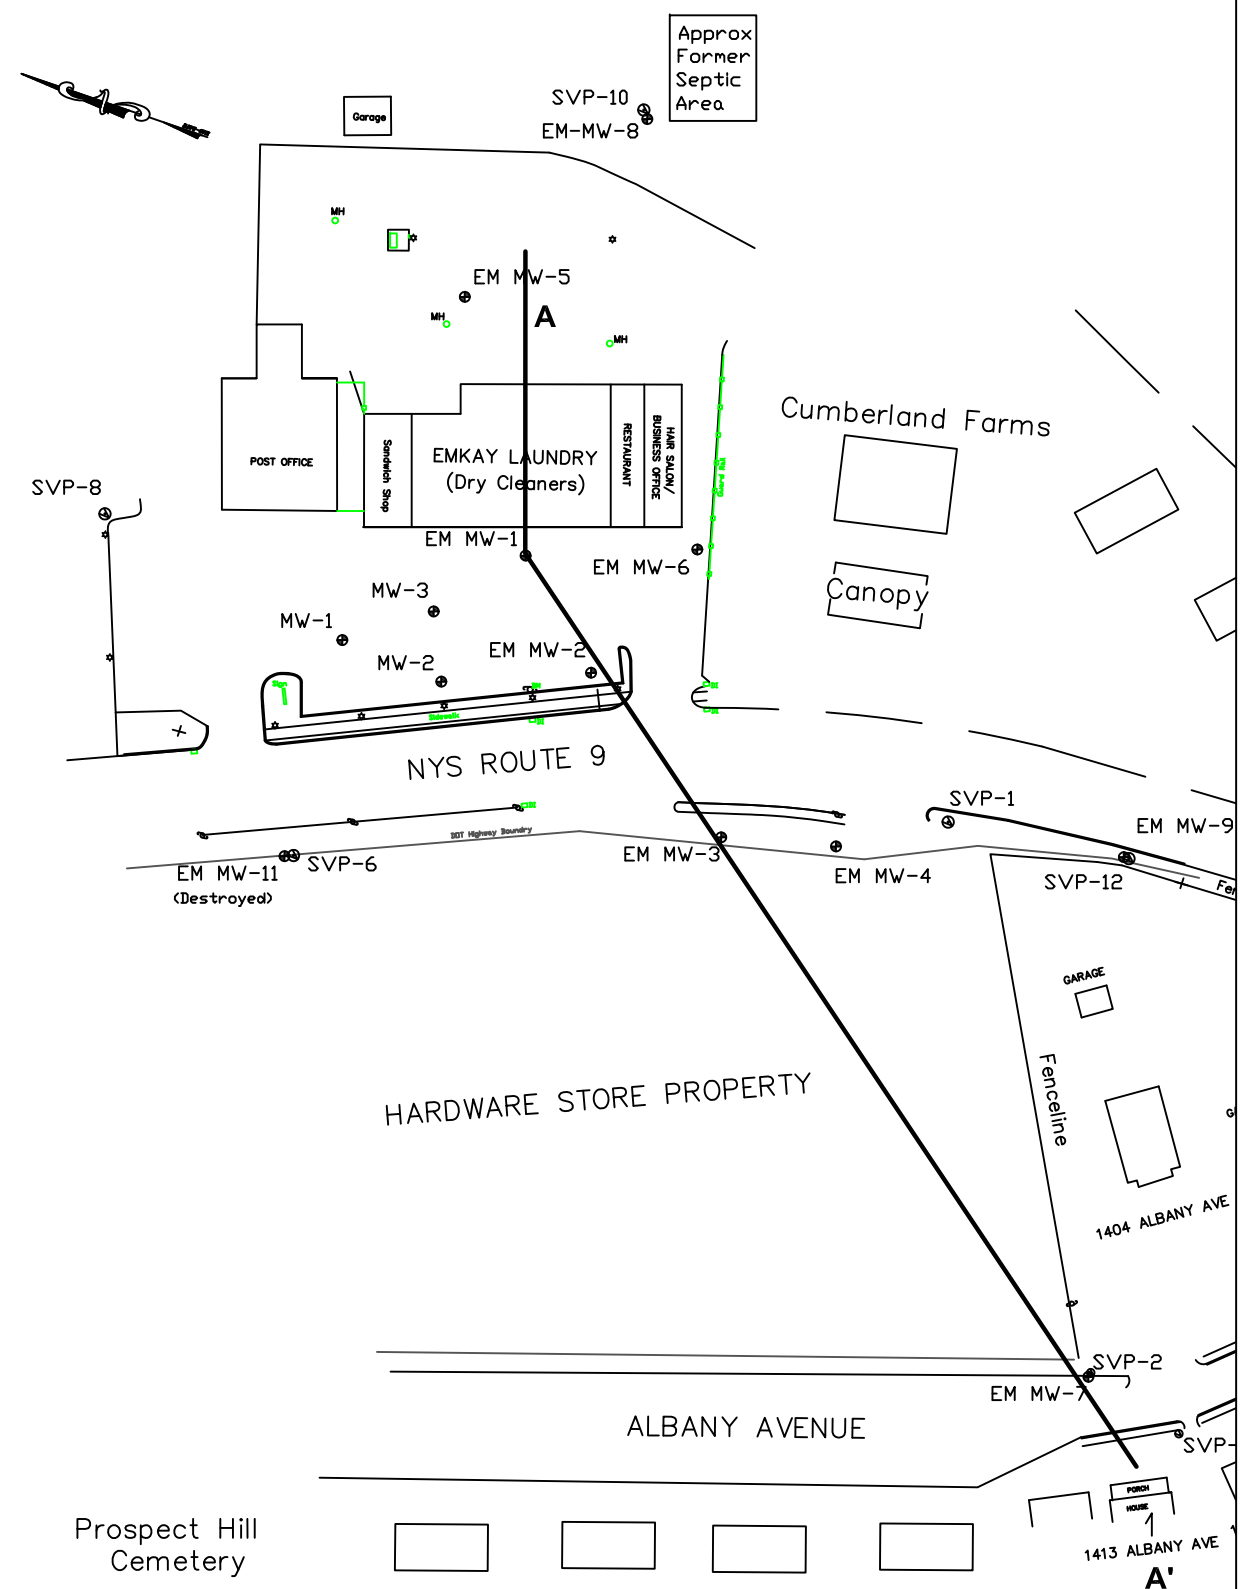 Approx
Former
Septic
Area
SVP-10
EM-MW-8
Garage
MH
EM MW-5
A
MH
MH
Cumberland Farms
POST OFFICE
Sandwich Shop
EMKAY LAUNDRY
(Dry Cleaners)
RESTAURANT
HAIR SALON/
BUSINESS OFFICE
Guard Rail
SVP-8
EM MW-1
EM MW-6
Canopy
MW-3
MW-1
EM MW-2
MW-2
Sign
Sidewalk
NYS ROUTE 9
SVP-1
DOT Highway Boundry
EM MW-9
EM MW-3
SVP-6
EM MW-11
(Destroyed)
EM MW-4
SVP-12
Fen
GARAGE
Fenceline
HARDWARE STORE PROPERTY
1404 ALBANY AVE
SVP-2
EM MW-7
ALBANY AVENUE
SVP-
PORCH
HOUSE
Prospect Hill
Cemetery
1413 ALBANY AVE
A'